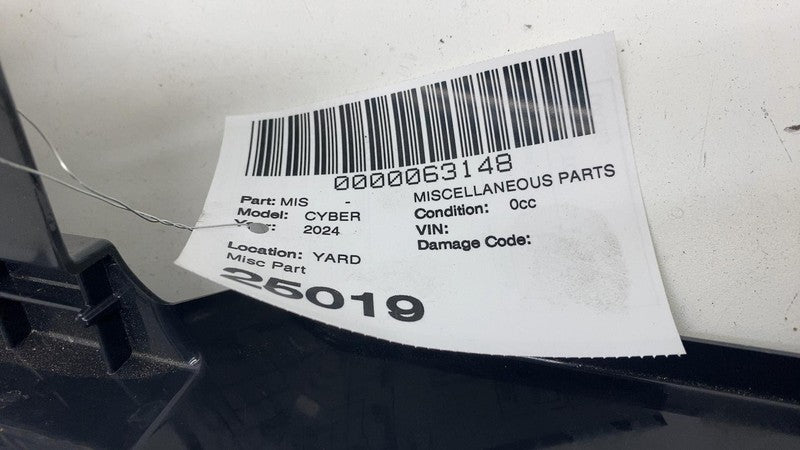 0000063148
Part: MIS - MISCELLANEOUS PARTS
Model: CYBER Condition: 0cc
2024 VIN:
Damage Code:
Location: YARD
Misc Part
25019